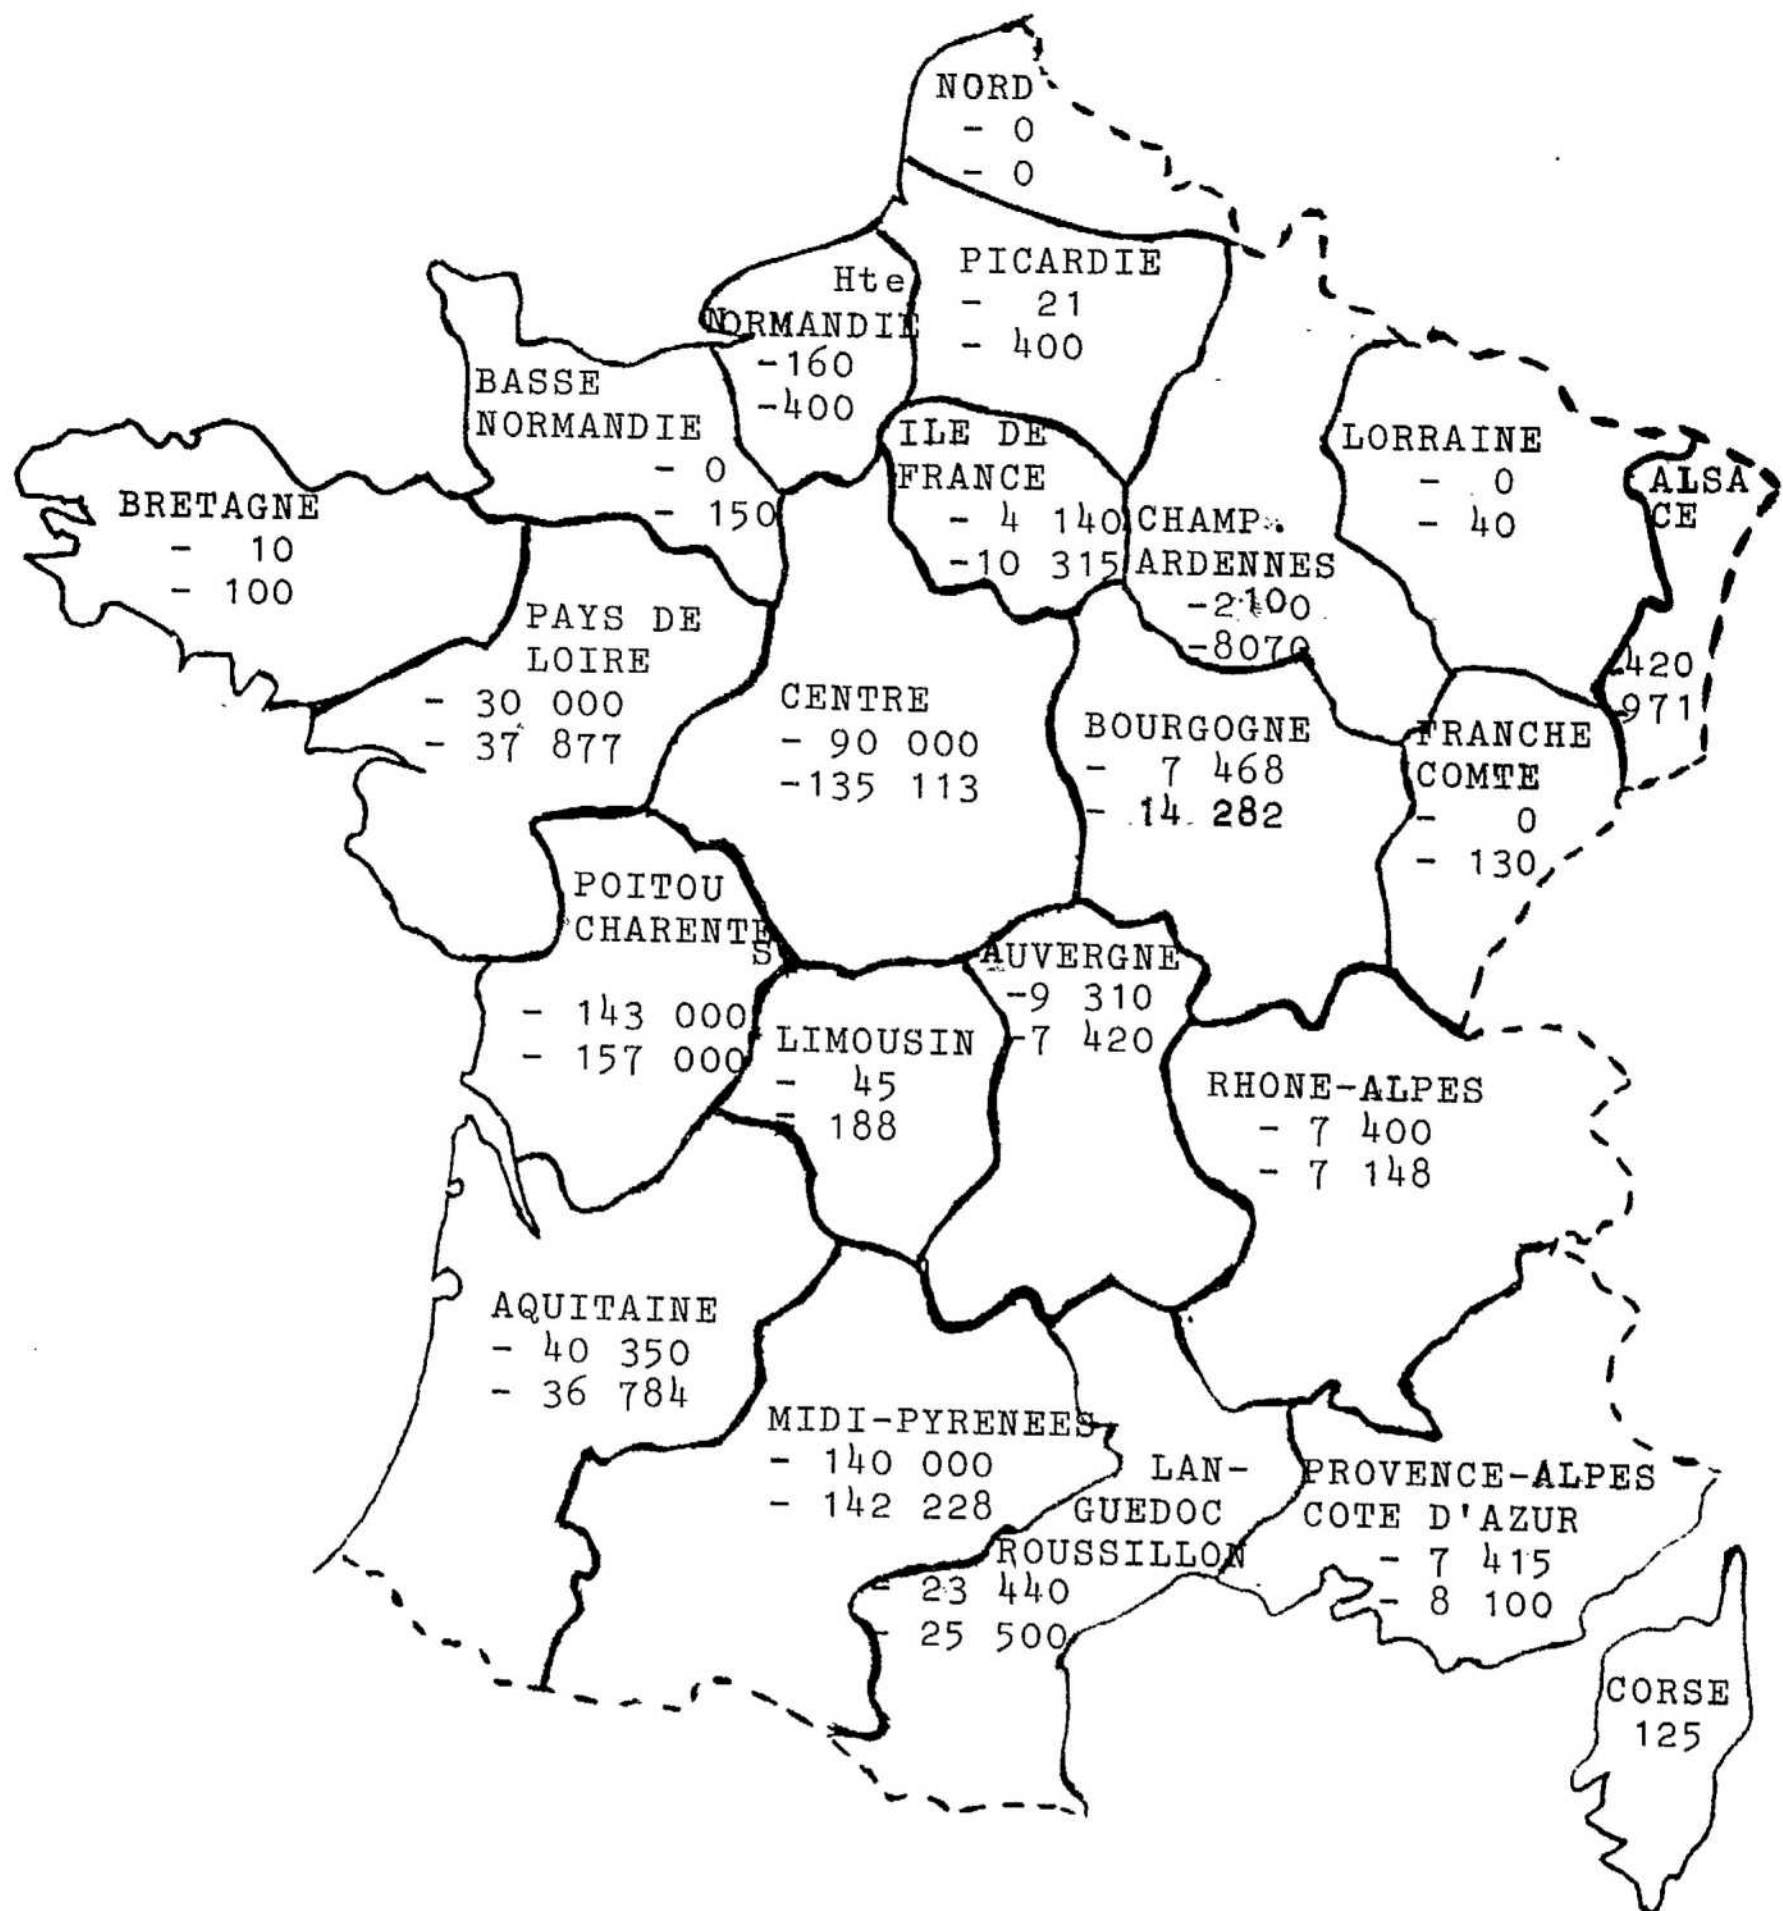 NORD
- 0
- 0
PICARDIE
- 21
- 400
Hte
NORMANDIE
-160
-400
BASSE
NORMANDIE
- 0
- 150
ILE DE
FRANCE
- 4 140
-10 315
CHAMP.
ARDENNES
-2100
-8070
LORRAINE
- 0
- 40
ALSA
CE
-420
-971
BRETAGNE
- 10
- 100
PAYS DE
LOIRE
- 30 000
- 37 877
CENTRE
- 90 000
-135 113
BOURGOGNE
- 7 468
- 14 282
FRANCHE
COMTE
- 0
- 130
POITOU
CHARENTE
S
- 143 000
- 157 000
LIMOUSIN
- 45
- 188
AUVERGNE
-9 310
-7 420
RHONE-ALPES
- 7 400
- 7 148
AQUITAINE
- 40 350
- 36 784
MIDI-PYRENEES
- 140 000
- 142 228
LAN-
GUEDOC
ROUSSILLON
- 23 440
- 25 500
PROVENCE-ALPES
COTE D'AZUR
- 7 415
- 8 100
CORSE
125